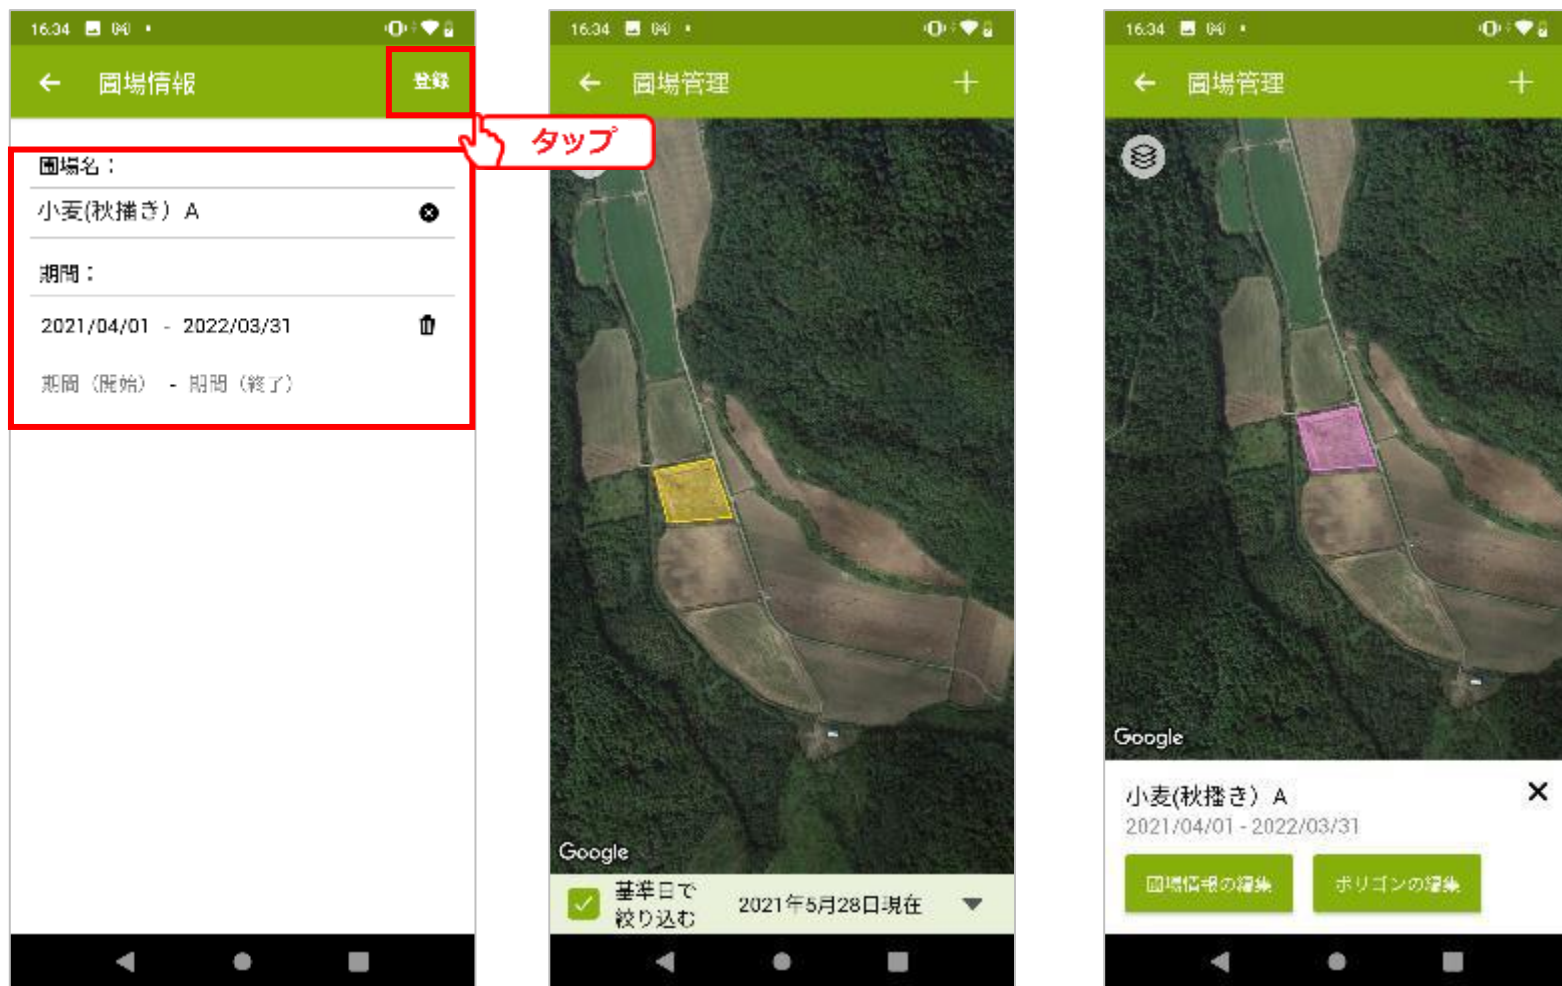 16:34
圃場情報
登録
タップ
圃場名：
小麦(秋播き）A
期間：
2021/04/01 - 2022/03/31
期間（開始） - 期間（終了）
16:34
圃場管理
Google
基準日で
絞り込む
2021年5月28日現在
16:34
圃場管理
Google
小麦(秋播き）A
2021/04/01 - 2022/03/31
圃場情報の編集
ポリゴンの編集